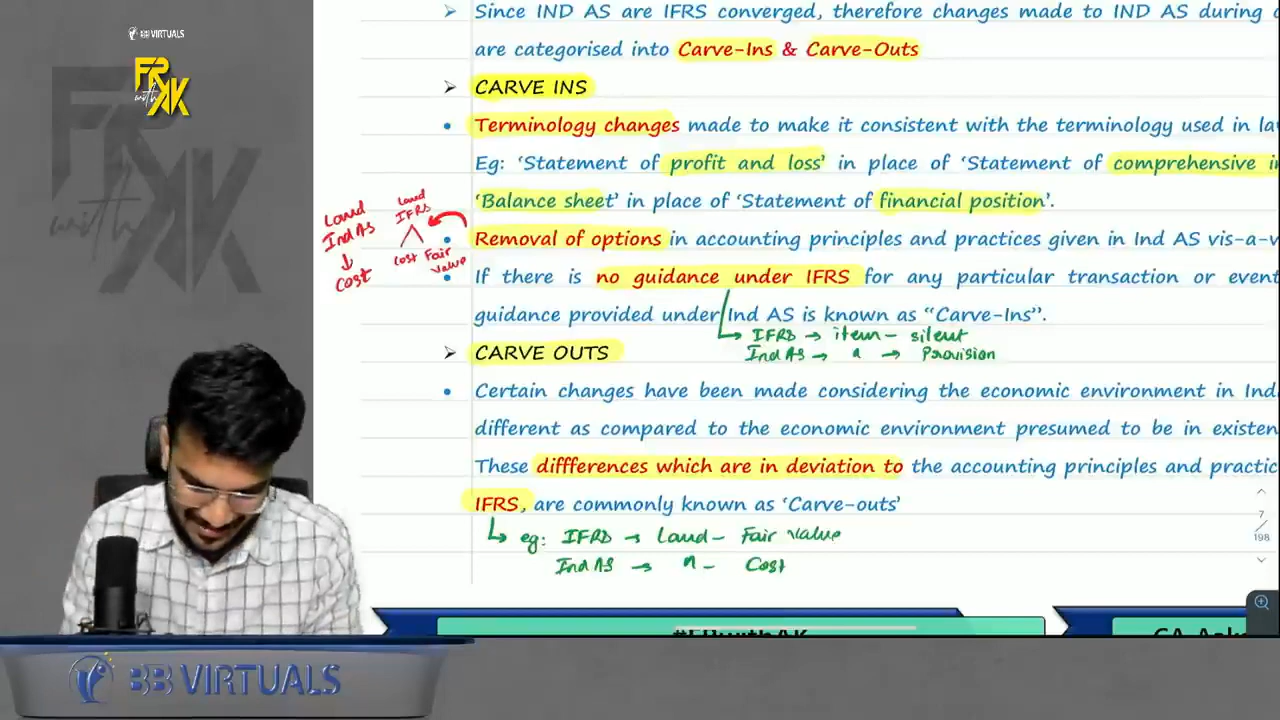 BB VIRTUALS
FR
with
AK
Since IND AS are IFRS converged, therefore changes made to IND AS during
are categorised into Carve-Ins & Carve-Outs
CARVE INS
Terminology changes made to make it consistent with the terminology used in
Eg: ‘Statement of profit and loss’ in place of ‘Statement of comprehensive
‘Balance sheet’ in place of ‘Statement of financial position’.
Land
IFRS
Cost Fair
Value
Land
Ind AS
↓
Cost
Removal of options in accounting principles and practices given in Ind AS
If there is no guidance under IFRS for any particular transaction or event
guidance provided under Ind AS is known as “Carve-Ins”.
IFRS → item - silent
Ind AS → " → Provision
CARVE OUTS
Certain changes have been made considering the economic environment in
different as compared to the economic environment presumed to be in
These diffferences which are in deviation to the accounting principles and
IFRS, are commonly known as ‘Carve-outs’
eg: IFRS → Land - Fair value
Ind AS → " - Cost
7
/
198
#FRwithAK
BB VIRTUALS